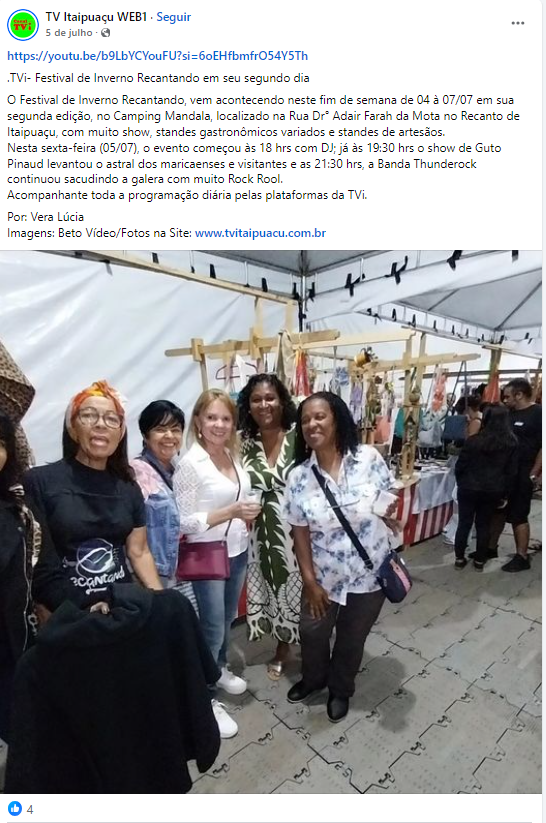 TV Itaipuaçu WEB1 · Seguir
5 de julho ·
https://youtu.be/b9LbYCYouFU?si=6oEHfbmfrO54Y5Th
.TVi- Festival de Inverno Recantando em seu segundo dia
O Festival de Inverno Recantando, vem acontecendo neste fim de semana de 04 à 07/07 em sua
segunda edição, no Camping Mandala, localizado na Rua Drª Adair Farah da Mota no Recanto de
Itaipuaçu, com muito show, standes gastronômicos variados e standes de artesãos.
Nesta sexta-feira (05/07), o evento começou às 18 hrs com DJ; já às 19:30 hrs o show de Guto
Pinaud levantou o astral dos maricaenses e visitantes e as 21:30 hrs, a Banda Thunderock
continuou sacudindo a galera com muito Rock Rool.
Acompanhante toda a programação diária pelas plataformas da TVi.
Por: Vera Lúcia
Imagens: Beto Vídeo/Fotos na Site: www.tvitaipuacu.com.br
4